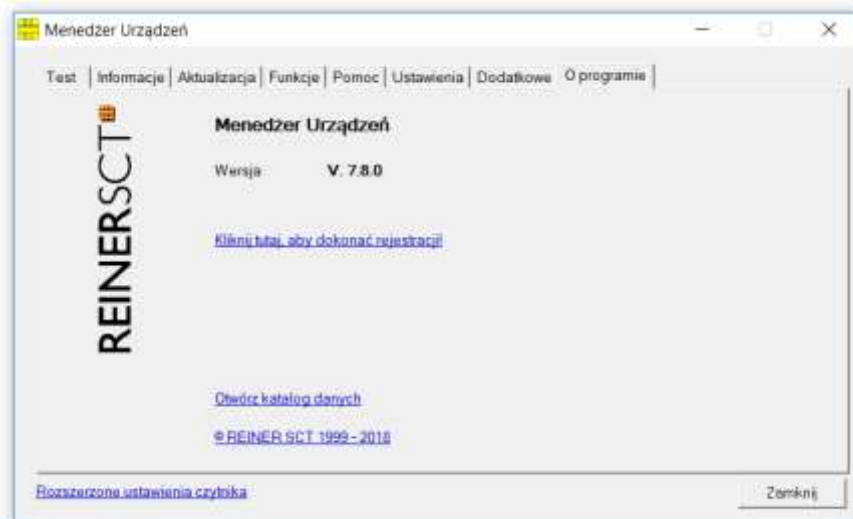 Menedżer Urządzeń
Test Informacje Aktualizacja Funkcje Pomoc Ustawienia Dodatkowe O programie
REINERSCT
Menedżer Urządzeń
Wersja V. 7.8.0
Kliknij tutaj, aby dokonać rejestracji!
Otwórz katalog danych
© REINER SCT 1999 - 2018
Rozszerzone ustawienia czytnika
Zamknij